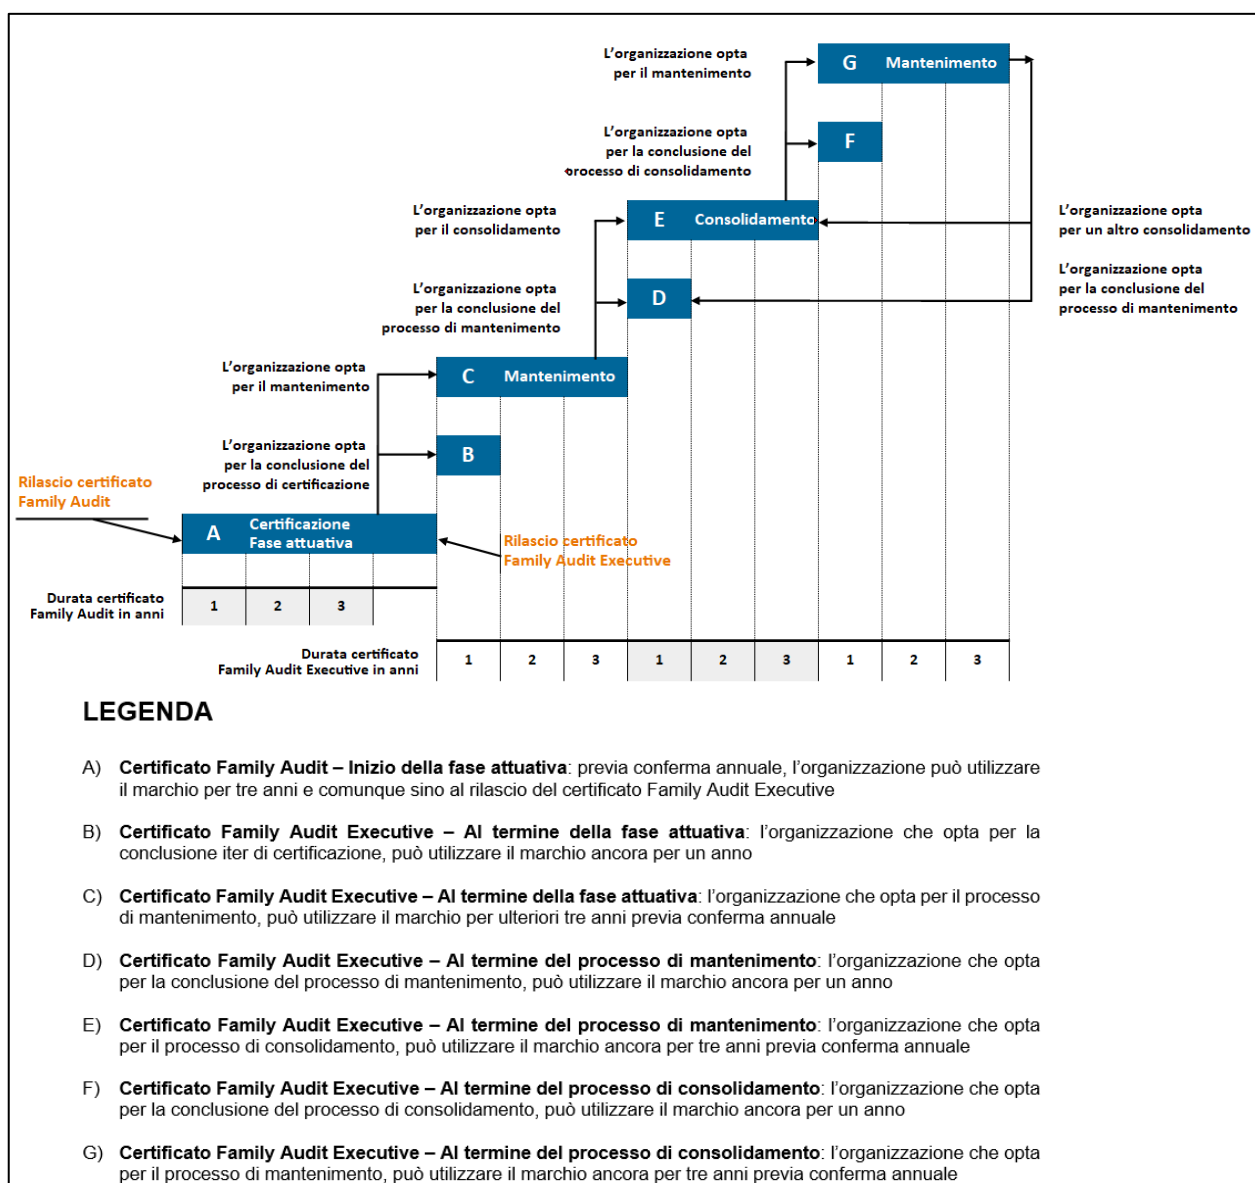 L'organizzazione opta
per il mantenimento
G Mantenimento
L'organizzazione opta
per la conclusione del
processo di consolidamento
F
L'organizzazione opta
per il consolidamento
E Consolidamento
L'organizzazione opta
per un altro consolidamento
L'organizzazione opta
per la conclusione del
processo di mantenimento
D
L'organizzazione opta
per la conclusione del
processo di mantenimento
L'organizzazione opta
per il mantenimento
C Mantenimento
L'organizzazione opta
per la conclusione del
processo di certificazione
B
Rilascio certificato
Family Audit
A Certificazione
Fase attuativa
Rilascio certificato
Family Audit Executive
Durata certificato
Family Audit in anni
1 2 3
Durata certificato
Family Audit Executive in anni
1 2 3 1 2 3 1 2 3
LEGENDA
A) Certificato Family Audit – Inizio della fase attuativa: previa conferma annuale, l'organizzazione può utilizzare
il marchio per tre anni e comunque sino al rilascio del certificato Family Audit Executive
B) Certificato Family Audit Executive – Al termine della fase attuativa: l'organizzazione che opta per la
conclusione iter di certificazione, può utilizzare il marchio ancora per un anno
C) Certificato Family Audit Executive – Al termine della fase attuativa: l'organizzazione che opta per il processo
di mantenimento, può utilizzare il marchio per ulteriori tre anni previa conferma annuale
D) Certificato Family Audit Executive – Al termine del processo di mantenimento: l'organizzazione che opta
per la conclusione del processo di mantenimento, può utilizzare il marchio ancora per un anno
E) Certificato Family Audit Executive – Al termine del processo di mantenimento: l'organizzazione che opta
per il processo di consolidamento, può utilizzare il marchio ancora per tre anni previa conferma annuale
F) Certificato Family Audit Executive – Al termine del processo di consolidamento: l'organizzazione che opta
per la conclusione del processo di consolidamento, può utilizzare il marchio ancora per un anno
G) Certificato Family Audit Executive – Al termine del processo di consolidamento: l'organizzazione che opta
per il processo di mantenimento, può utilizzare il marchio ancora per tre anni previa conferma annuale